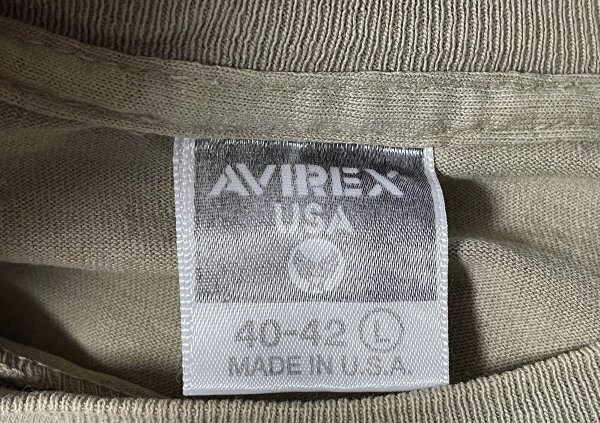 AVIREX
USA
40-42 L
MADE IN U.S.A.